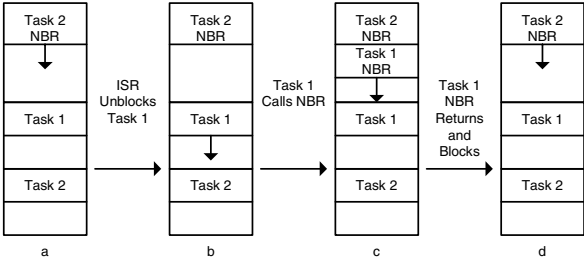 Task 2
NBR
Task 1
Task 2
a
ISR
Unblocks
Task 1
Task 2
NBR
Task 1
Task 2
b
Task 1
Calls NBR
Task 2
NBR
Task 1
NBR
Task 1
Task 2
c
Task 1
NBR
Returns
and
Blocks
Task 2
NBR
Task 1
Task 2
d